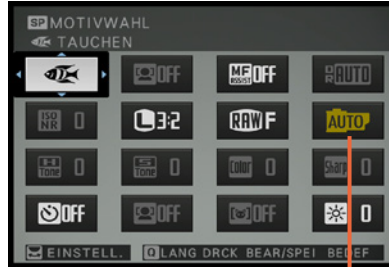 SP MOTIVWAHL
TAUCHEN
OFF MF ASSIST OFF DR AUTO
ISO NR 0 L 3:2 RAW F AUTO
H Tone 0 S Tone 0 Color 0 Sharp 0
OFF OFF OFF 0
EINSTELL. Q LANG DRCK BEAR/SPEI BEDEF